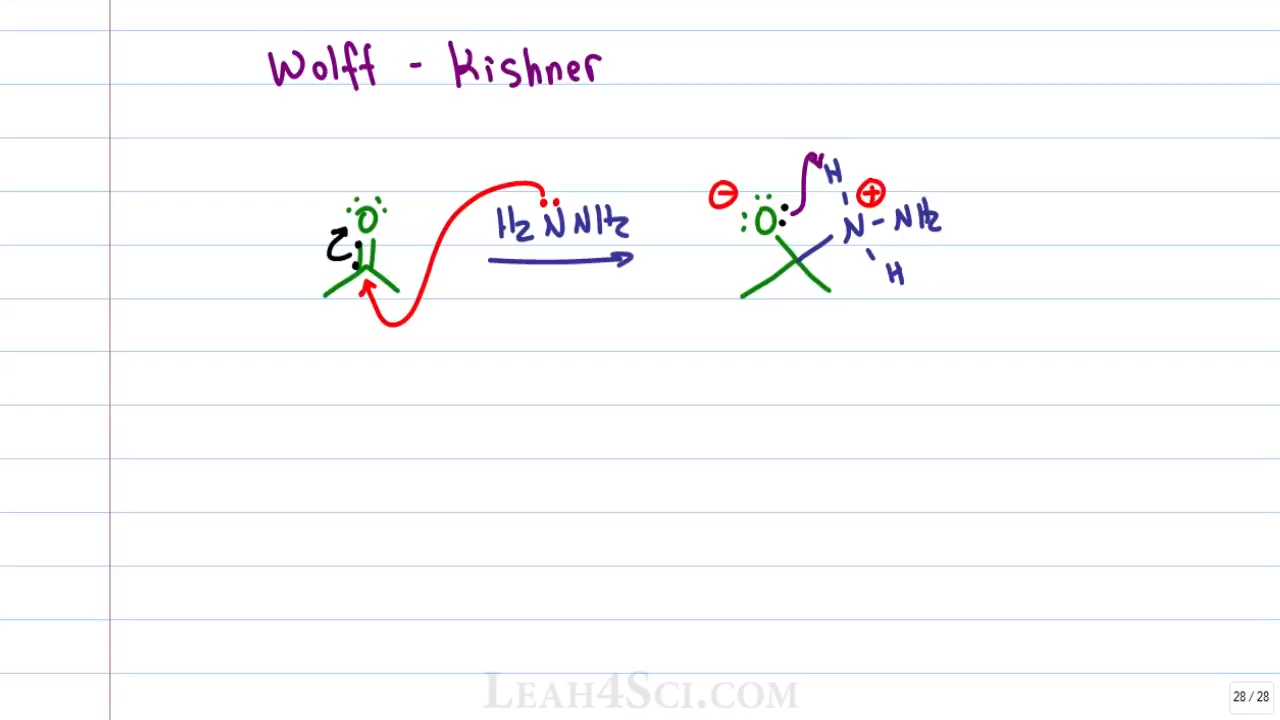 Wolff - Kishner
O
H2NNH2
O
H
N - NH2
H
LEAH4SCI.COM
28 / 28